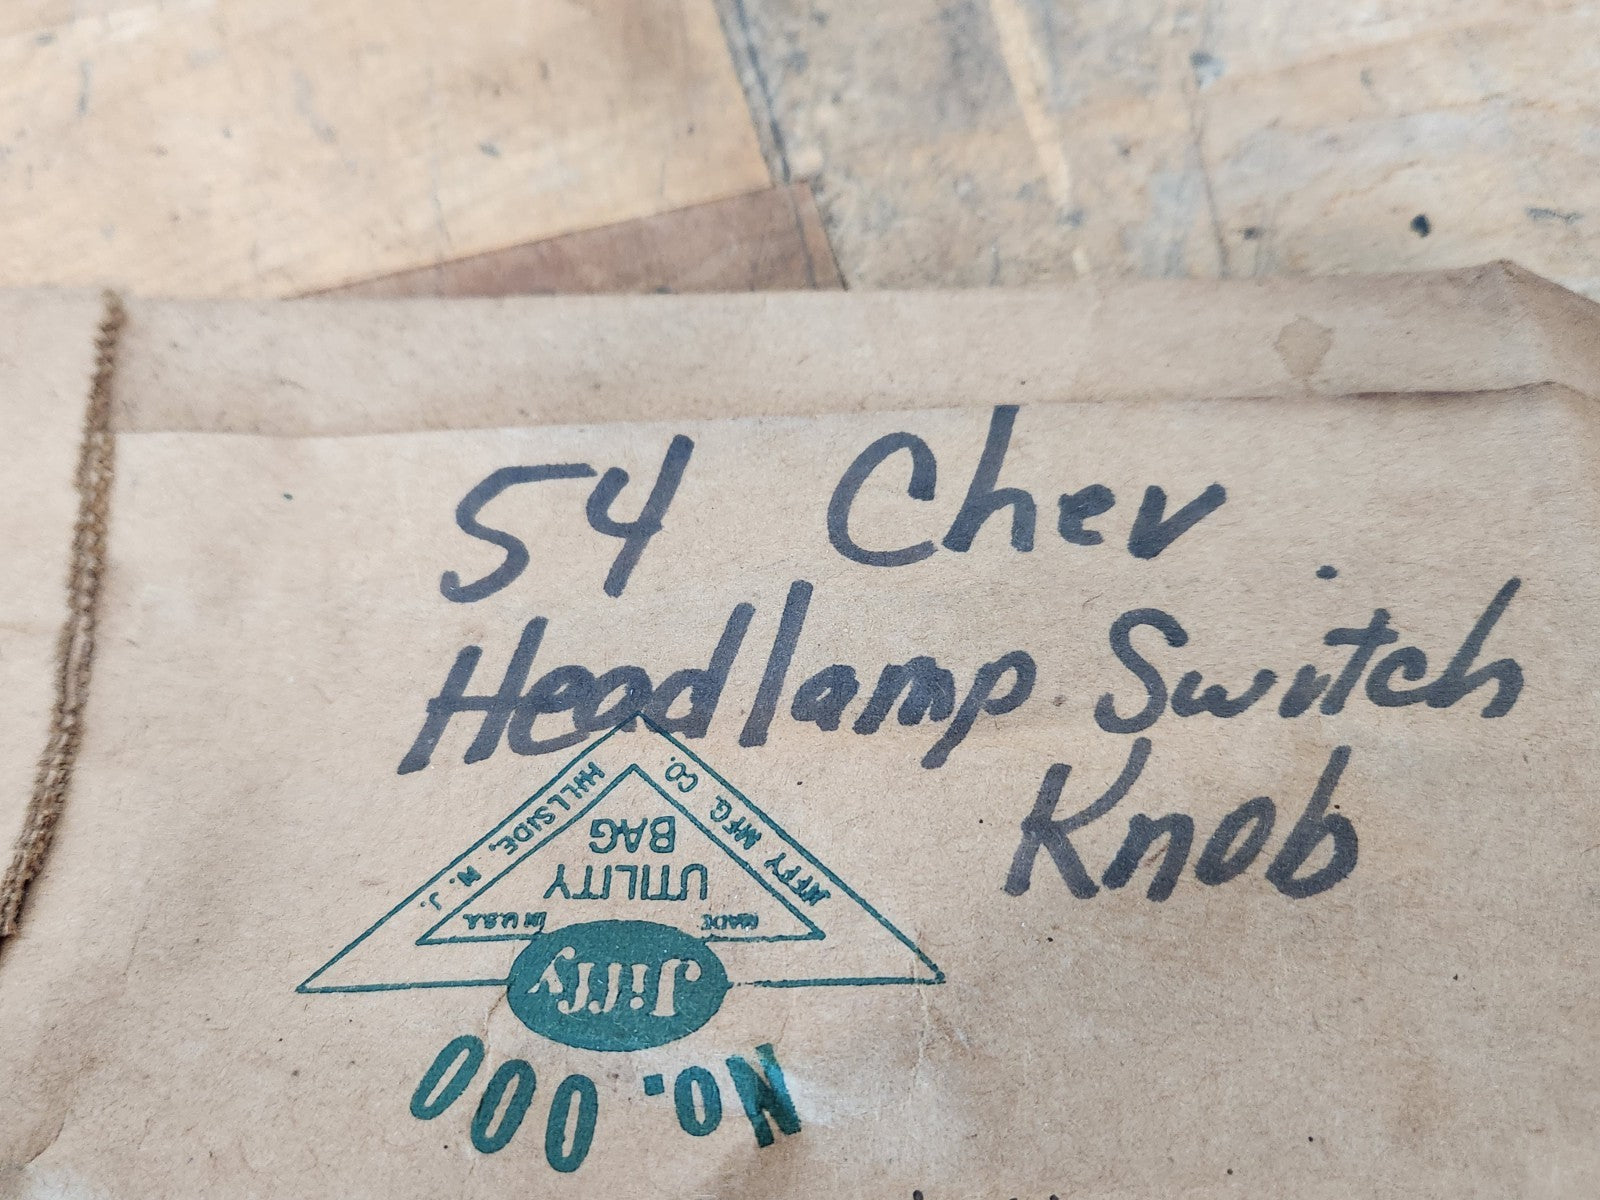 54 Chev
Headlamp Switch
Knob
No. 000
Jiffy
MADE IN U.S.A.
UTILITY
BAG
JIFFY MFG. CO.
HILLSIDE, N. J.